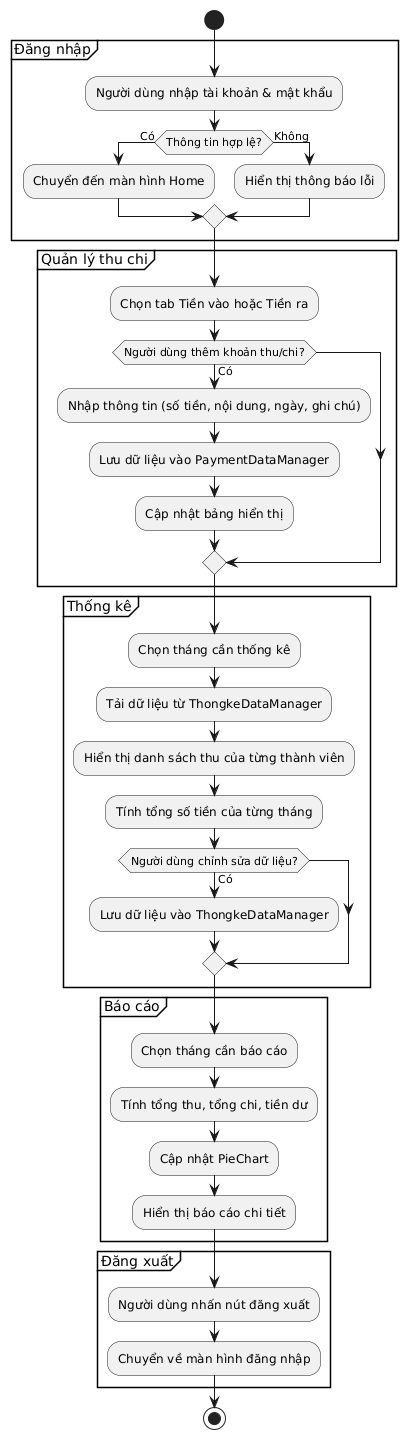 Đăng nhập
Người dùng nhập tài khoản & mật khẩu
Có
Thông tin hợp lệ?
Không
Chuyển đến màn hình Home
Hiển thị thông báo lỗi
Quản lý thu chi
Chọn tab Tiền vào hoặc Tiền ra
Người dùng thêm khoản thu/chi?
Có
Nhập thông tin (số tiền, nội dung, ngày, ghi chú)
Lưu dữ liệu vào PaymentDataManager
Cập nhật bảng hiển thị
Thống kê
Chọn tháng cần thống kê
Tải dữ liệu từ ThongkeDataManager
Hiển thị danh sách thu của từng thành viên
Tính tổng số tiền của từng tháng
Người dùng chỉnh sửa dữ liệu?
Có
Lưu dữ liệu vào ThongkeDataManager
Báo cáo
Chọn tháng cần báo cáo
Tính tổng thu, tổng chi, tiền dư
Cập nhật PieChart
Hiển thị báo cáo chi tiết
Đăng xuất
Người dùng nhấn nút đăng xuất
Chuyển về màn hình đăng nhập